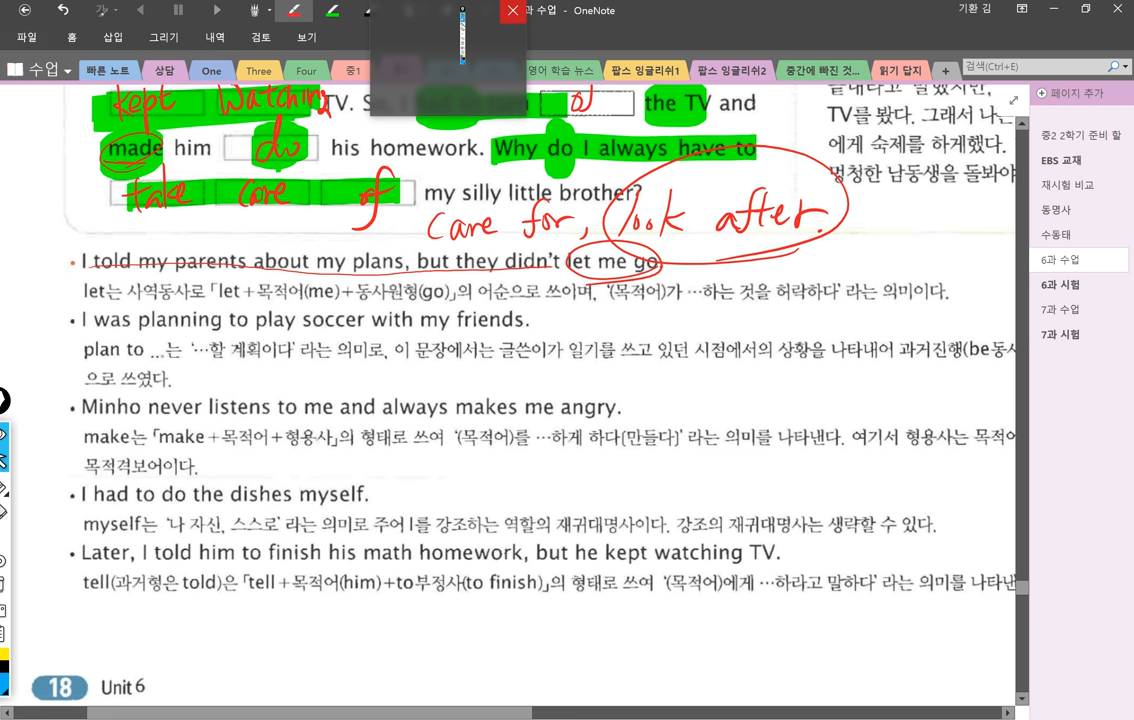 과 수업 - OneNote
기환 김
파일 홈 삽입 그리기 내역 검토 보기
수업 빠른 노트 상담 One Three Four 중1 영어 학습 뉴스 팝스 잉글리쉬1 팝스 잉글리쉬2 중간에 빠진 것... 읽기 답지 검색(Ctrl+E)
kept Watching TV. So, I the TV and
made him do his homework. Why do I always have to
take care of my silly little brother?
care for, look after.
TV를 봤다. 그래서 나는
에게 숙제를 하게했다.
멍청한 남동생을 돌봐야
• I told my parents about my plans, but they didn't let me go.
let는 사역동사로 「let+목적어(me)+동사원형(go)」의 어순으로 쓰이며, '(목적어)가 …하는 것을 허락하다' 라는 의미이다.
• I was planning to play soccer with my friends.
plan to …는 '…할 계획이다' 라는 의미로, 이 문장에서는 글쓴이가 일기를 쓰고 있던 시점에서의 상황을 나타내어 과거진행(be동사
으로 쓰였다.
• Minho never listens to me and always makes me angry.
make는 「make+목적어+형용사」의 형태로 쓰여 '(목적어)를 …하게 하다[만들다]' 라는 의미를 나타낸다. 여기서 형용사는 목적어
목적격보어이다.
• I had to do the dishes myself.
myself는 '나 자신, 스스로' 라는 의미로 주어 I를 강조하는 역할의 재귀대명사이다. 강조의 재귀대명사는 생략할 수 있다.
• Later, I told him to finish his math homework, but he kept watching TV.
tell(과거형은 told)은 「tell+목적어(him)+to부정사(to finish)」의 형태로 쓰여 '(목적어)에게 …하라고 말하다' 라는 의미를 나타낸
18 Unit 6
페이지 추가
중2 2학기 준비 할
EBS 교재
재시험 비교
동명사
수동태
6과 수업
6과 시험
7과 수업
7과 시험